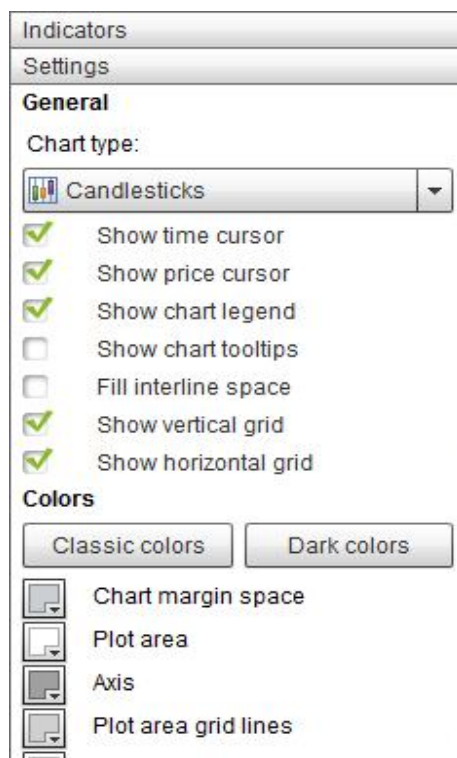 Indicators
Settings
General
Chart type:
Candlesticks
Show time cursor
Show price cursor
Show chart legend
Show chart tooltips
Fill interline space
Show vertical grid
Show horizontal grid
Colors
Classic colors Dark colors
Chart margin space
Plot area
Axis
Plot area grid lines